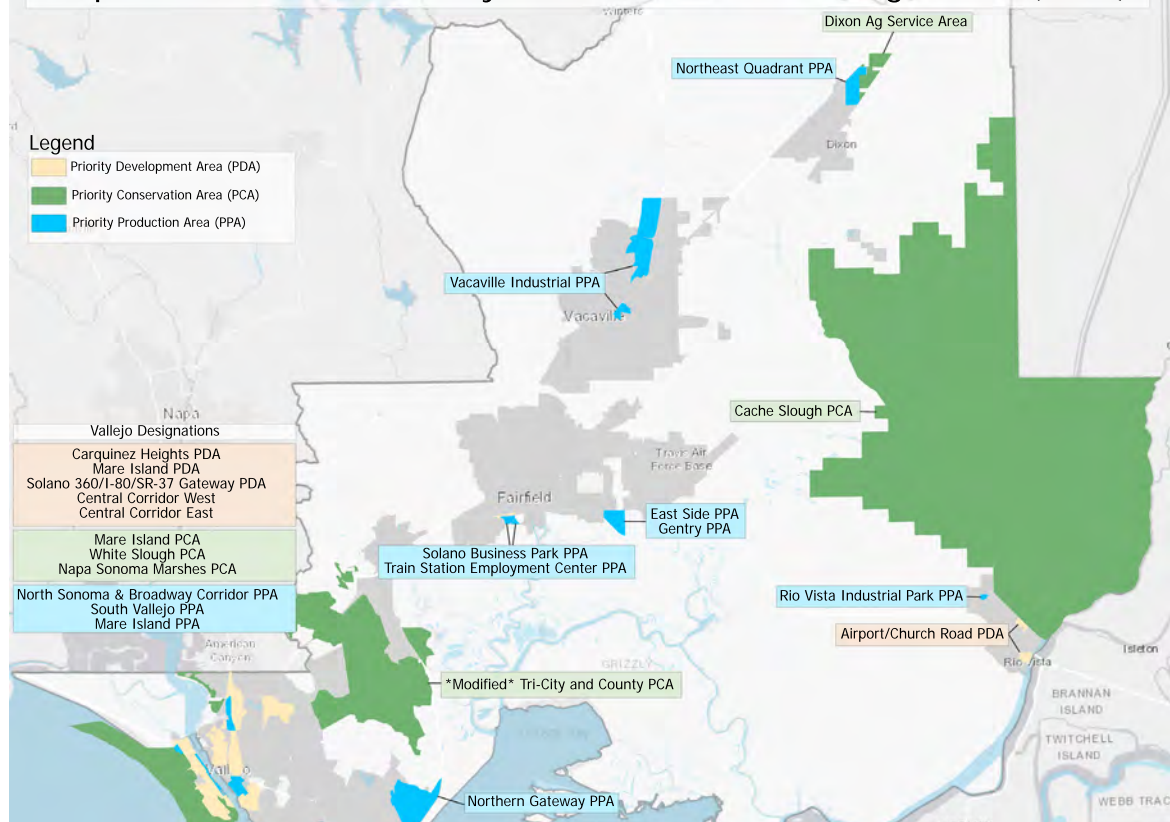 Winters
Dixon Ag Service Area
Northeast Quadrant PPA
Dixon
Legend
Priority Development Area (PDA)
Priority Conservation Area (PCA)
Priority Production Area (PPA)
Vacaville Industrial PPA
Vacaville
Napa
Vallejo Designations
Carquinez Heights PDA
Mare Island PDA
Solano 360/I-80/SR-37 Gateway PDA
Central Corridor West
Central Corridor East
Mare Island PCA
White Slough PCA
Napa Sonoma Marshes PCA
North Sonoma & Broadway Corridor PPA
South Vallejo PPA
Mare Island PPA
American
Canyon
Cache Slough PCA
Travis Air
Force Base
Fairfield
East Side PPA
Gentry PPA
Solano Business Park PPA
Train Station Employment Center PPA
Rio Vista Industrial Park PPA
Airport/Church Road PDA
Rio Vista
Isleton
GRIZZLY
*Modified* Tri-City and County PCA
BRANNAN
ISLAND
TWITCHELL
ISLAND
WEBB TRAC
Northern Gateway PPA